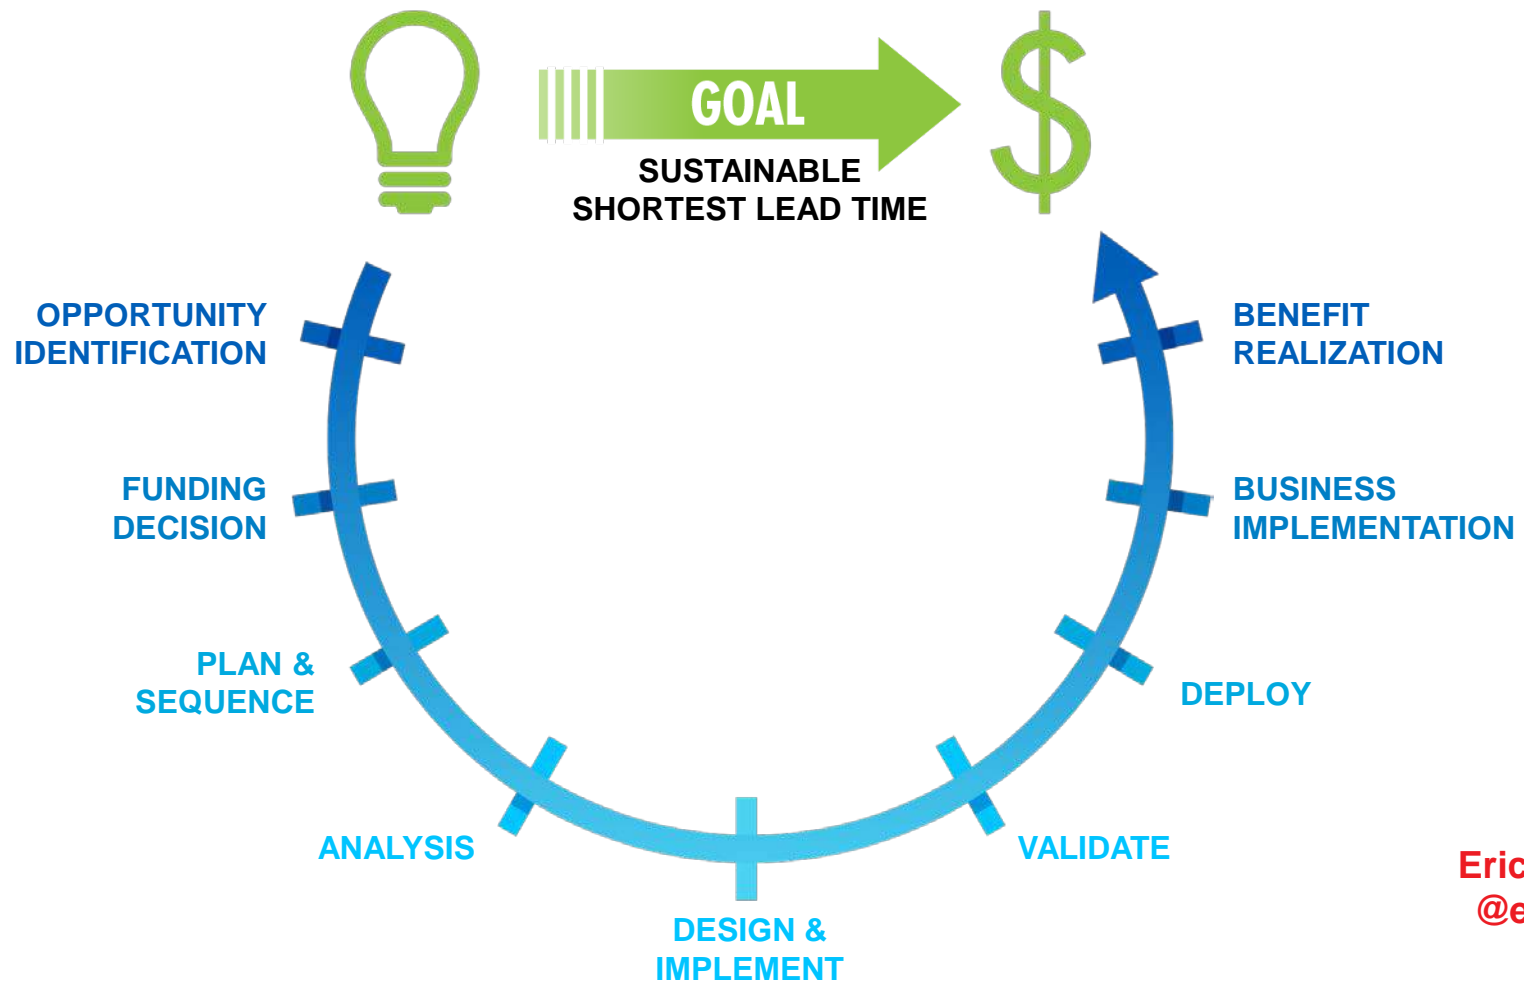 GOAL
SUSTAINABLE
SHORTEST LEAD TIME
OPPORTUNITY
IDENTIFICATION
FUNDING
DECISION
PLAN &
SEQUENCE
ANALYSIS
DESIGN &
IMPLEMENT
VALIDATE
DEPLOY
BUSINESS
IMPLEMENTATION
BENEFIT
REALIZATION
Eric
@e